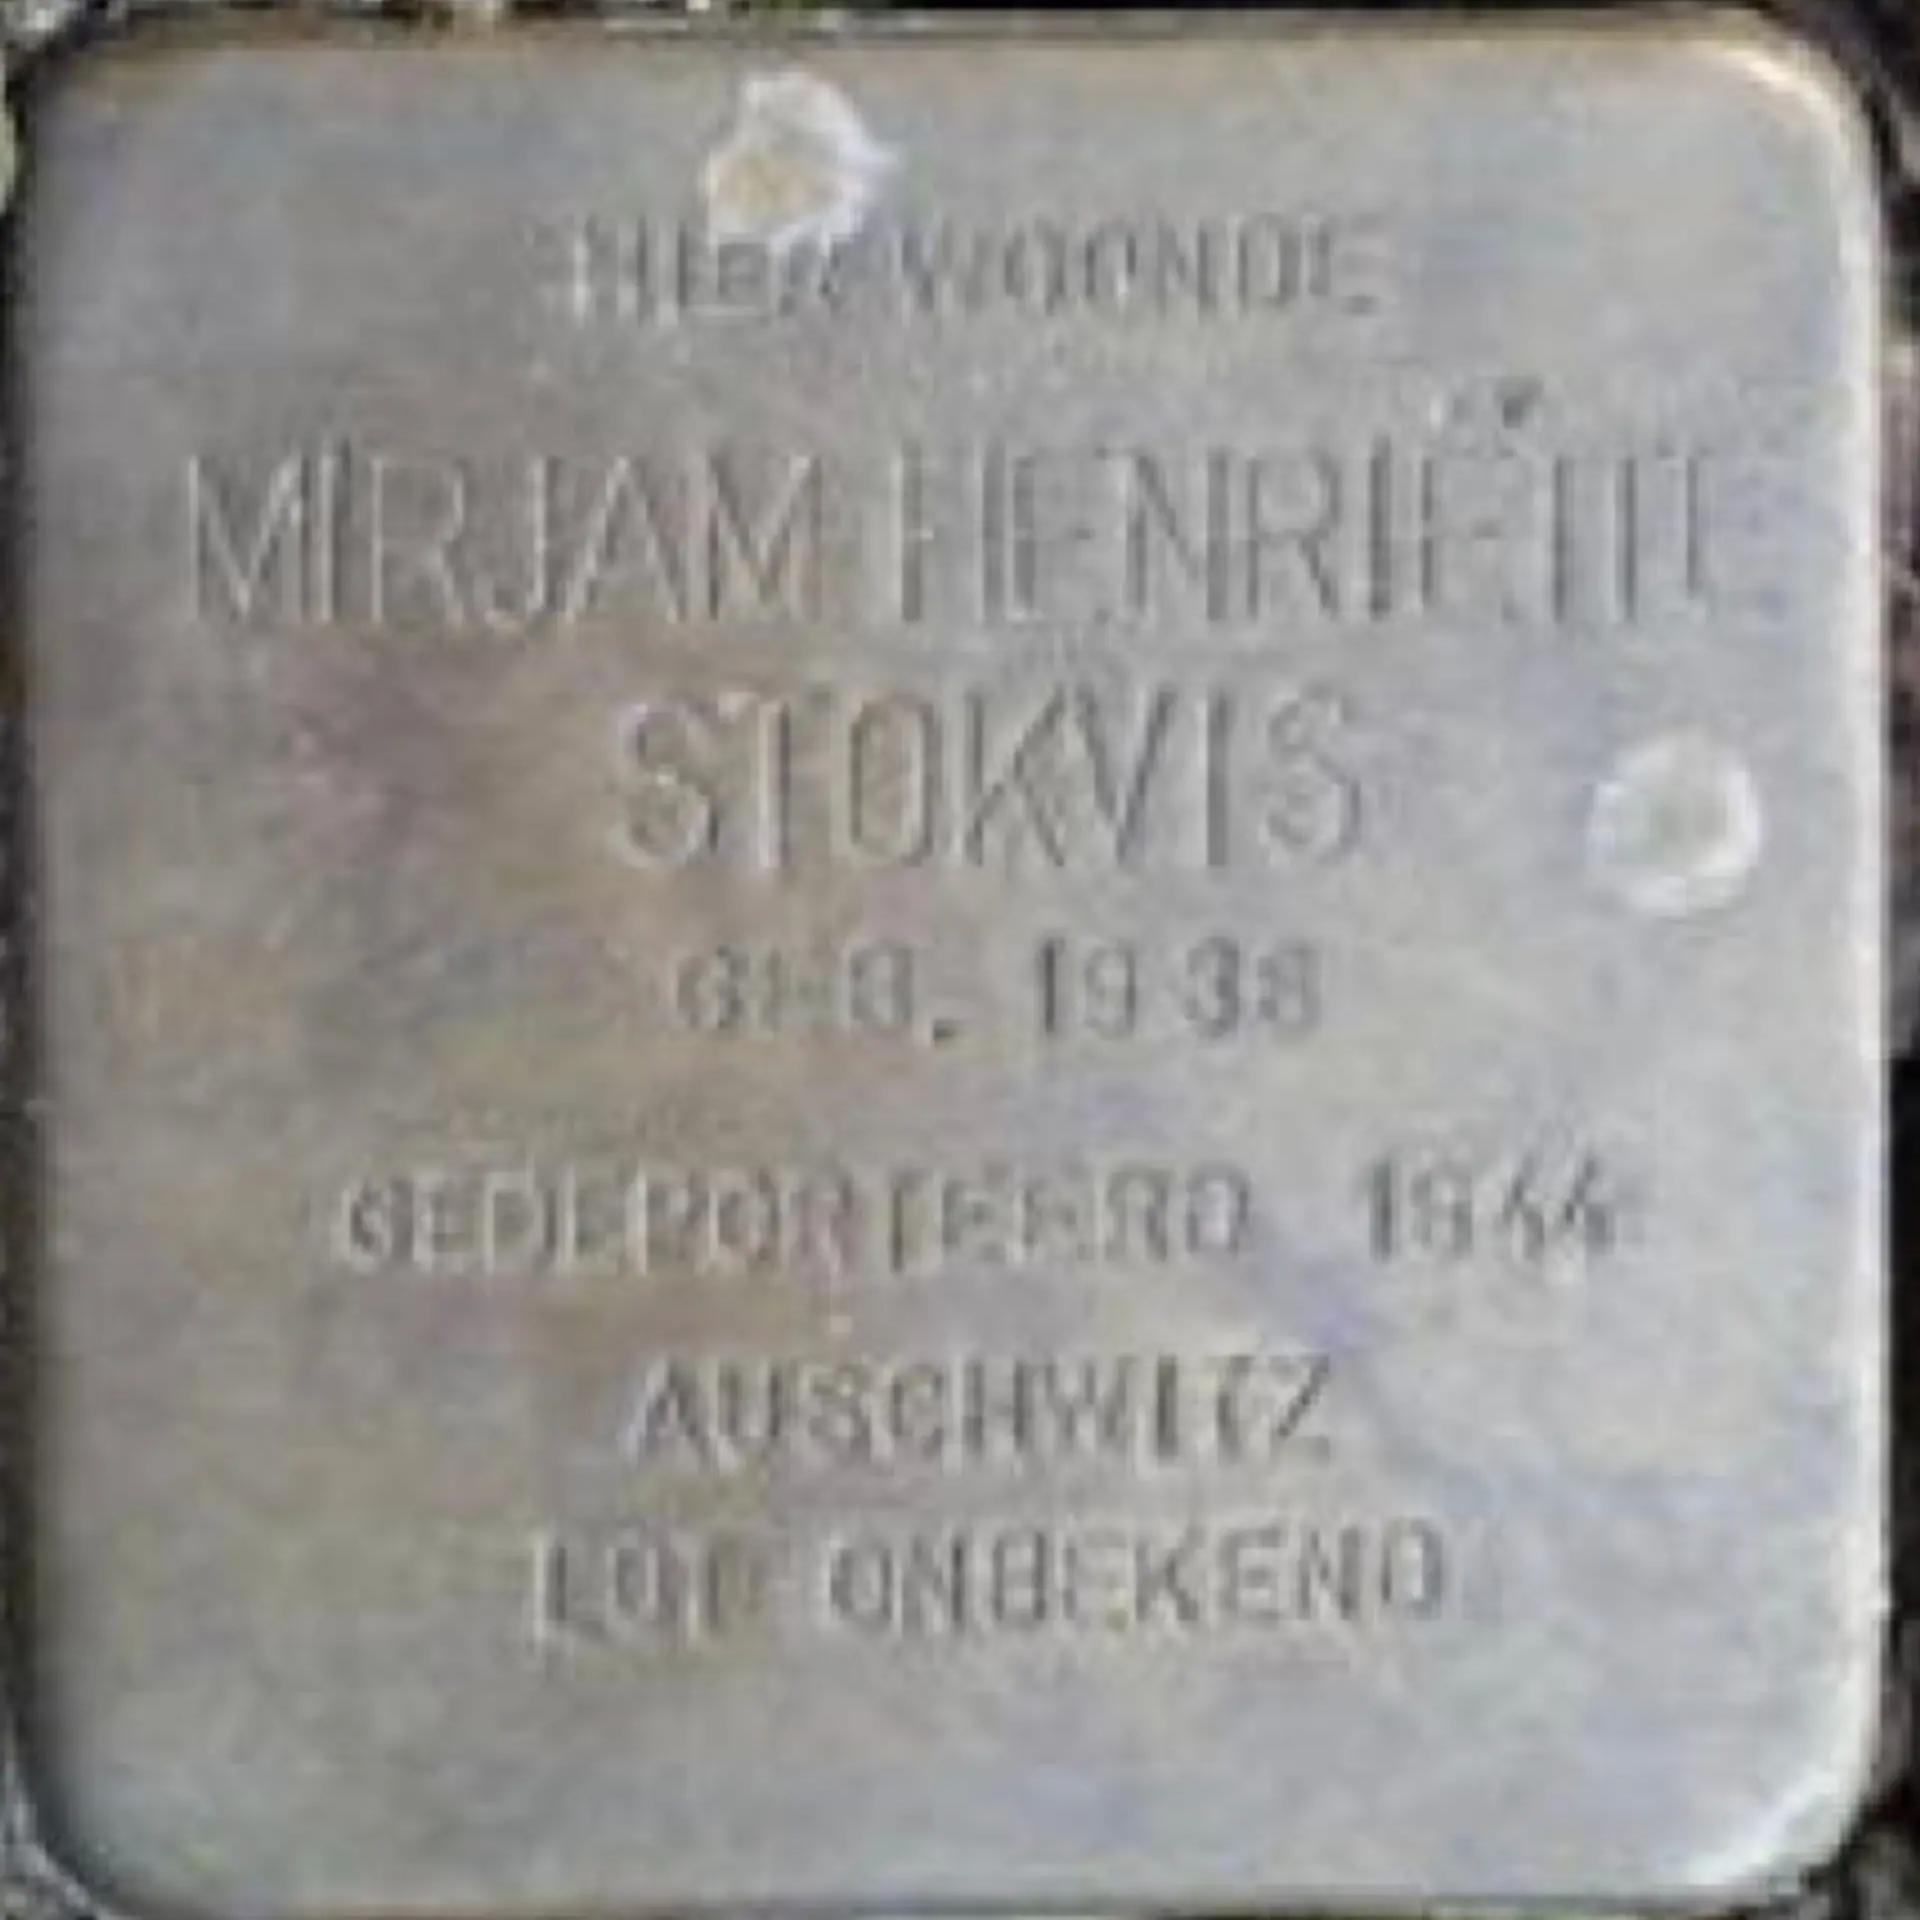 HIER WOONDE
MIRJAM HENRIËTTE
STOKVIS
GEB. 1938
GEDEPORTEERD 1944
AUSCHWITZ
LOT ONBEKEND